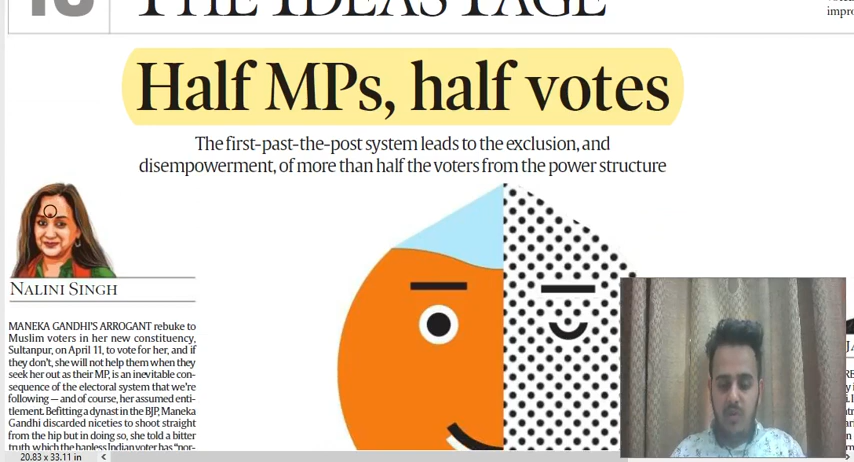 THE IDEAS PAGE
impro
Half MPs, half votes
The first-past-the-post system leads to the exclusion, and
disempowerment, of more than half the voters from the power structure
NALINI SINGH
MANEKA GANDHI'S ARROGANT rebuke to
Muslim voters in her new constituency,
Sultanpur, on April 11, to vote for her, and if
they don't, she will not help them when they
seek her out as their MP, is an inevitable con-
sequence of the electoral system that we're
following — and of course, her assumed enti-
tlement. Befitting a dynast in the BJP, Maneka
Gandhi discarded niceties to shoot straight
from the hip but in doing so, she told a bitter
truth which the hapless Indian voter has "nor-
20.83 x 33.11 in